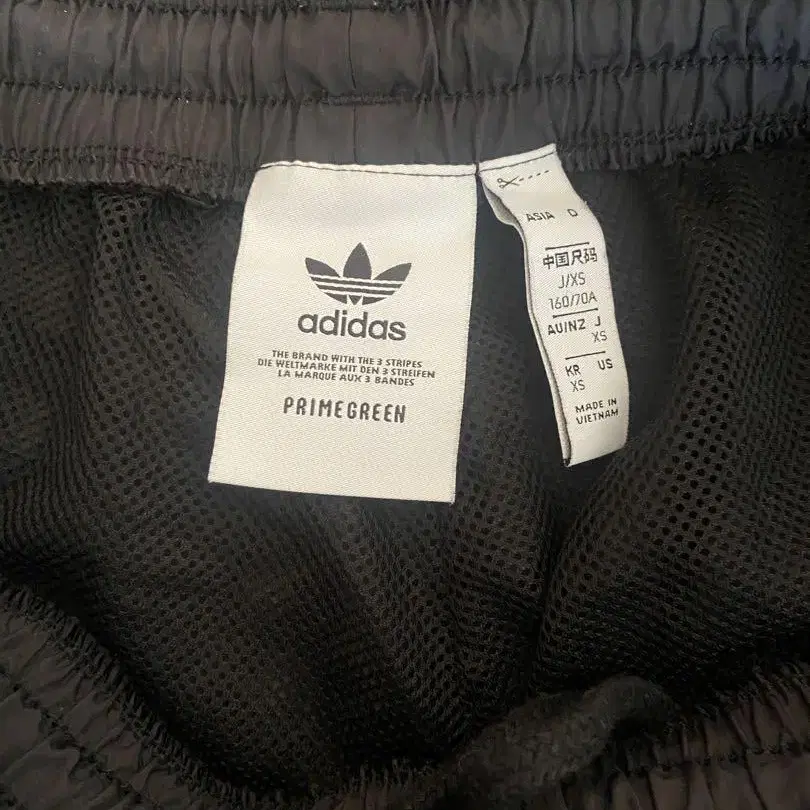 adidas
THE BRAND WITH THE 3 STRIPES
DIE WELTMARKE MIT DEN 3 STREIFEN
LA MARQUE AUX 3 BANDES
PRIMEGREEN
ASIA D
中国尺码
J/XS
160/70A
AU/NZ J
XS
KR US
XS
MADE IN
VIETNAM